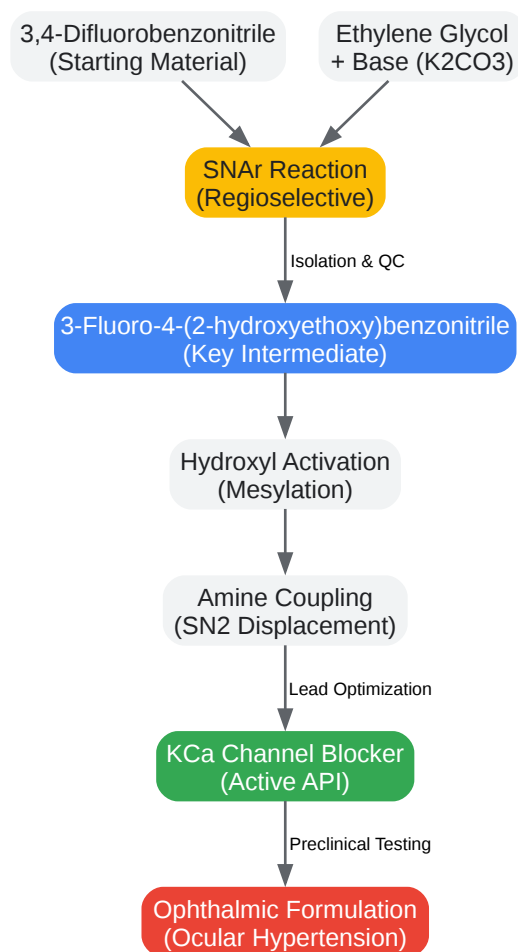 3,4-Difluorobenzonitrile
(Starting Material)
Ethylene Glycol
+ Base (K2CO3)
SNAr Reaction
(Regioselective)
Isolation & QC
3-Fluoro-4-(2-hydroxyethoxy)benzonitrile
(Key Intermediate)
Hydroxyl Activation
(Mesylation)
Amine Coupling
(SN2 Displacement)
Lead Optimization
KCa Channel Blocker
(Active API)
Preclinical Testing
Ophthalmic Formulation
(Ocular Hypertension)